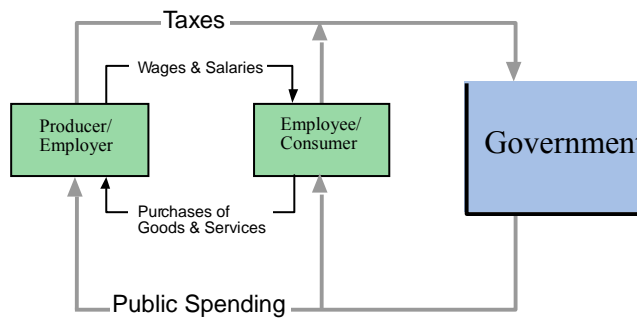 Taxes
Wages & Salaries
Producer/
Employer
Employee/
Consumer
Government
Purchases of
Goods & Services
Public Spending